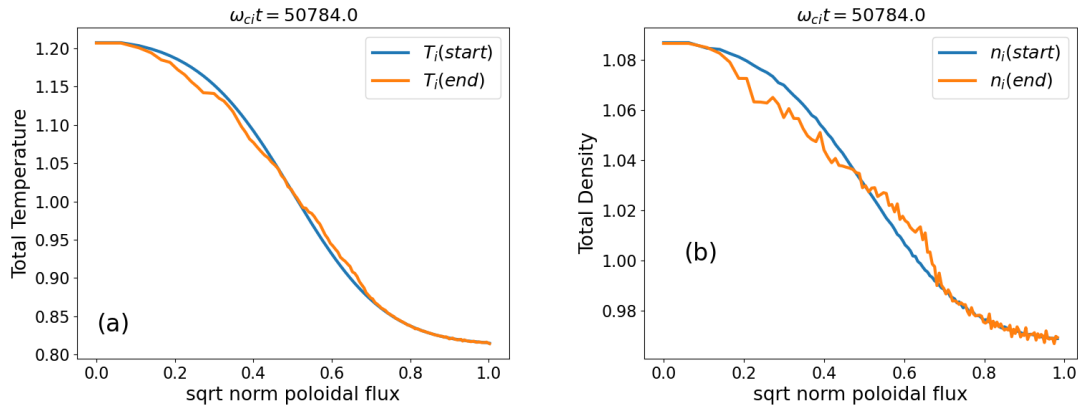 ω_ci t = 50784.0
1.20
1.15
1.10
1.05
1.00
0.95
0.90
0.85
0.80
Total Temperature
T_i(start)
T_i(end)
(a)
0.0 0.2 0.4 0.6 0.8 1.0
sqrt norm poloidal flux
ω_ci t = 50784.0
1.08
1.06
1.04
1.02
1.00
0.98
Total Density
n_i(start)
n_i(end)
(b)
0.0 0.2 0.4 0.6 0.8 1.0
sqrt norm poloidal flux